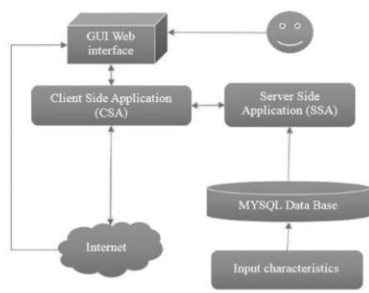 GUI Web
interface
Client Side Application
(CSA)
Server Side
Application (SSA)
MYSQL Data Base
Internet
Input characteristics